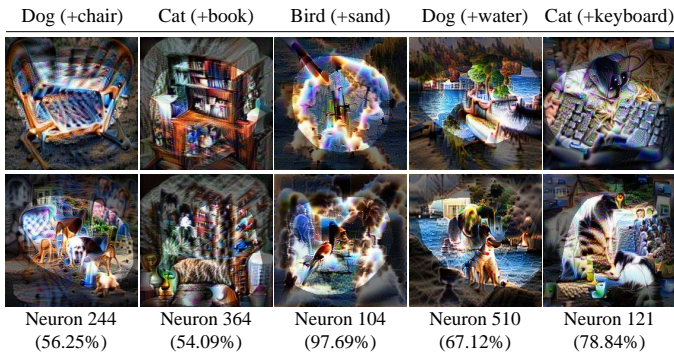 Dog (+chair) Cat (+book) Bird (+sand) Dog (+water) Cat (+keyboard)
Neuron 244 Neuron 364 Neuron 104 Neuron 510 Neuron 121
(56.25%) (54.09%) (97.69%) (67.12%) (78.84%)